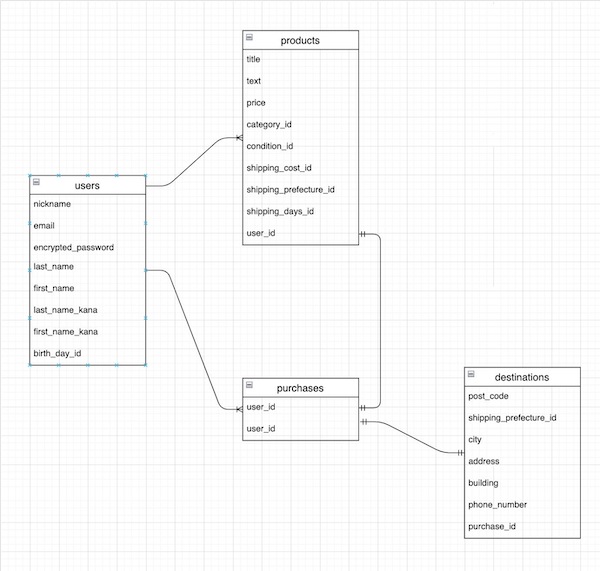 products
title
text
price
category_id
condition_id
shipping_cost_id
shipping_prefecture_id
shipping_days_id
user_id
users
nickname
email
encrypted_password
last_name
first_name
last_name_kana
first_name_kana
birth_day_id
purchases
user_id
user_id
destinations
post_code
shipping_prefecture_id
city
address
building
phone_number
purchase_id